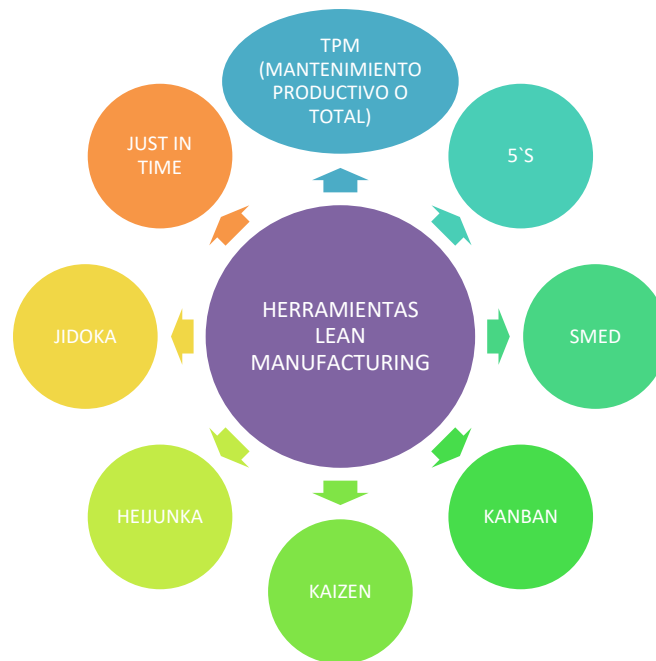 TPM
(MANTENIMIENTO
PRODUCTIVO O
TOTAL)
5`S
SMED
KANBAN
KAIZEN
HEIJUNKA
JIDOKA
JUST IN
TIME
HERRAMIENTAS
LEAN
MANUFACTURING